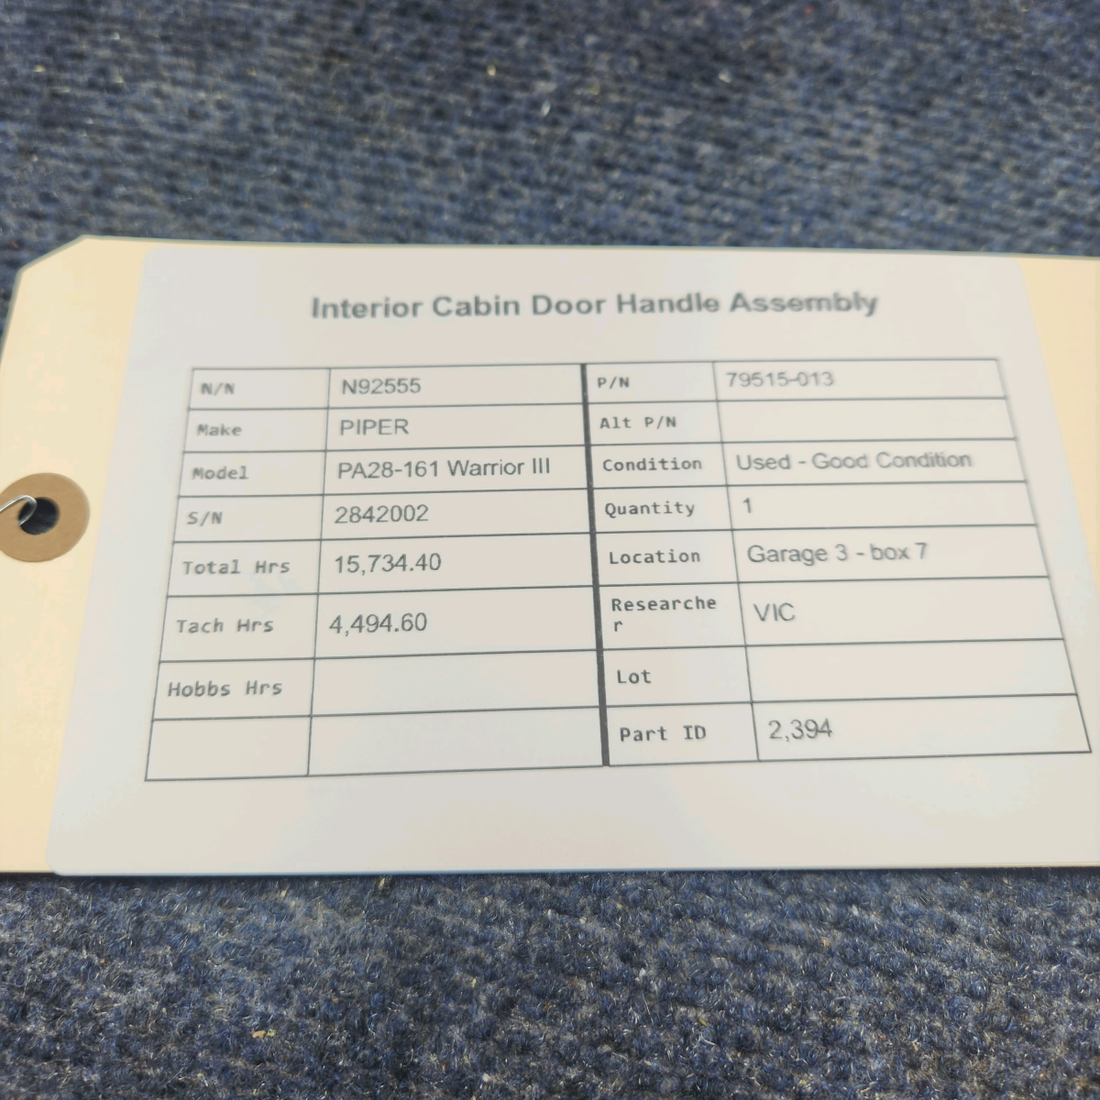 Interior Cabin Door Handle Assembly
N/N N92555 P/N 79515-013
Make PIPER Alt P/N
Model PA28-161 Warrior III Condition Used - Good Condition
S/N 2842002 Quantity 1
Total Hrs 15,734.40 Location Garage 3 - box 7
Tach Hrs 4,494.60 Researche
r VIC
Hobbs Hrs Lot
Part ID 2,394